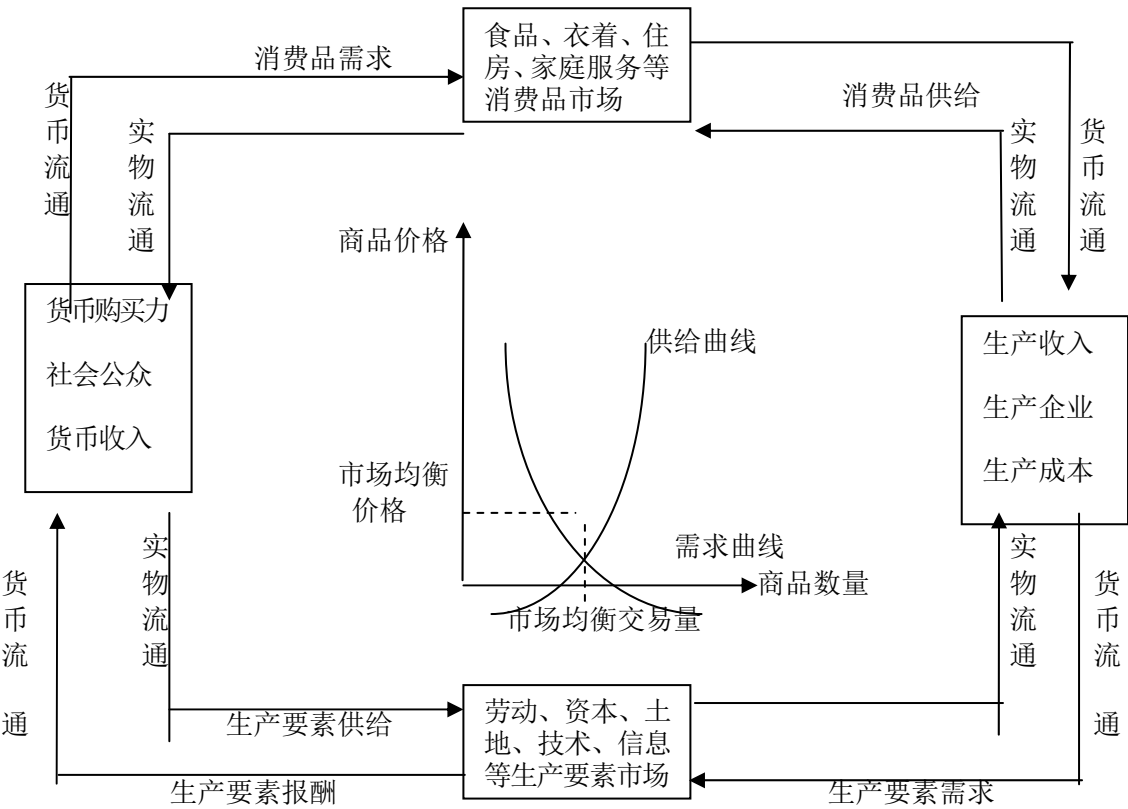 食品、衣着、住
房、家庭服务等
消费品市场
消费品需求
消费品供给
货币流通
实物流通
实物流通
货币流通
商品价格
货币购买力
社会公众
货币收入
供给曲线
生产收入
生产企业
生产成本
市场均衡
价格
需求曲线
商品数量
市场均衡交易量
货币流通
实物流通
实物流通
货币流通
劳动、资本、土
地、技术、信息
等生产要素市场
生产要素供给
生产要素报酬
生产要素需求